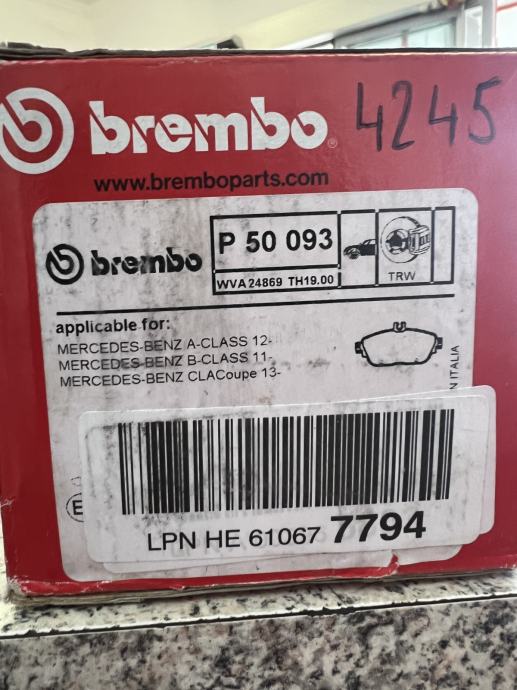 brembo® 4245
www.bremboparts.com
brembo
P 50 093
WVA 24869 TH19.00
TRW
applicable for:
MERCEDES-BENZ A-CLASS 12-
MERCEDES-BENZ B-CLASS 11-
MERCEDES-BENZ CLACoupe 13-
N ITALIA
E
LPN HE 61067 7794